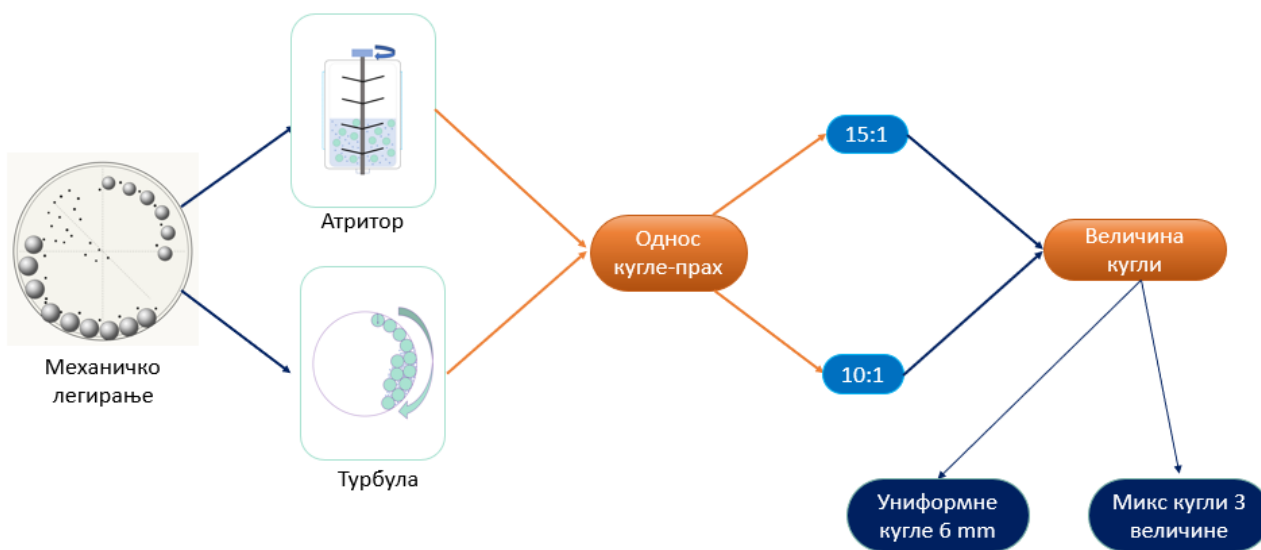 Атритор
Механичко
легирање
Турбула
Однос
кугле-прах
15:1
10:1
Величина
кугли
Униформне
кугле 6 mm
Микс кугли 3
величине